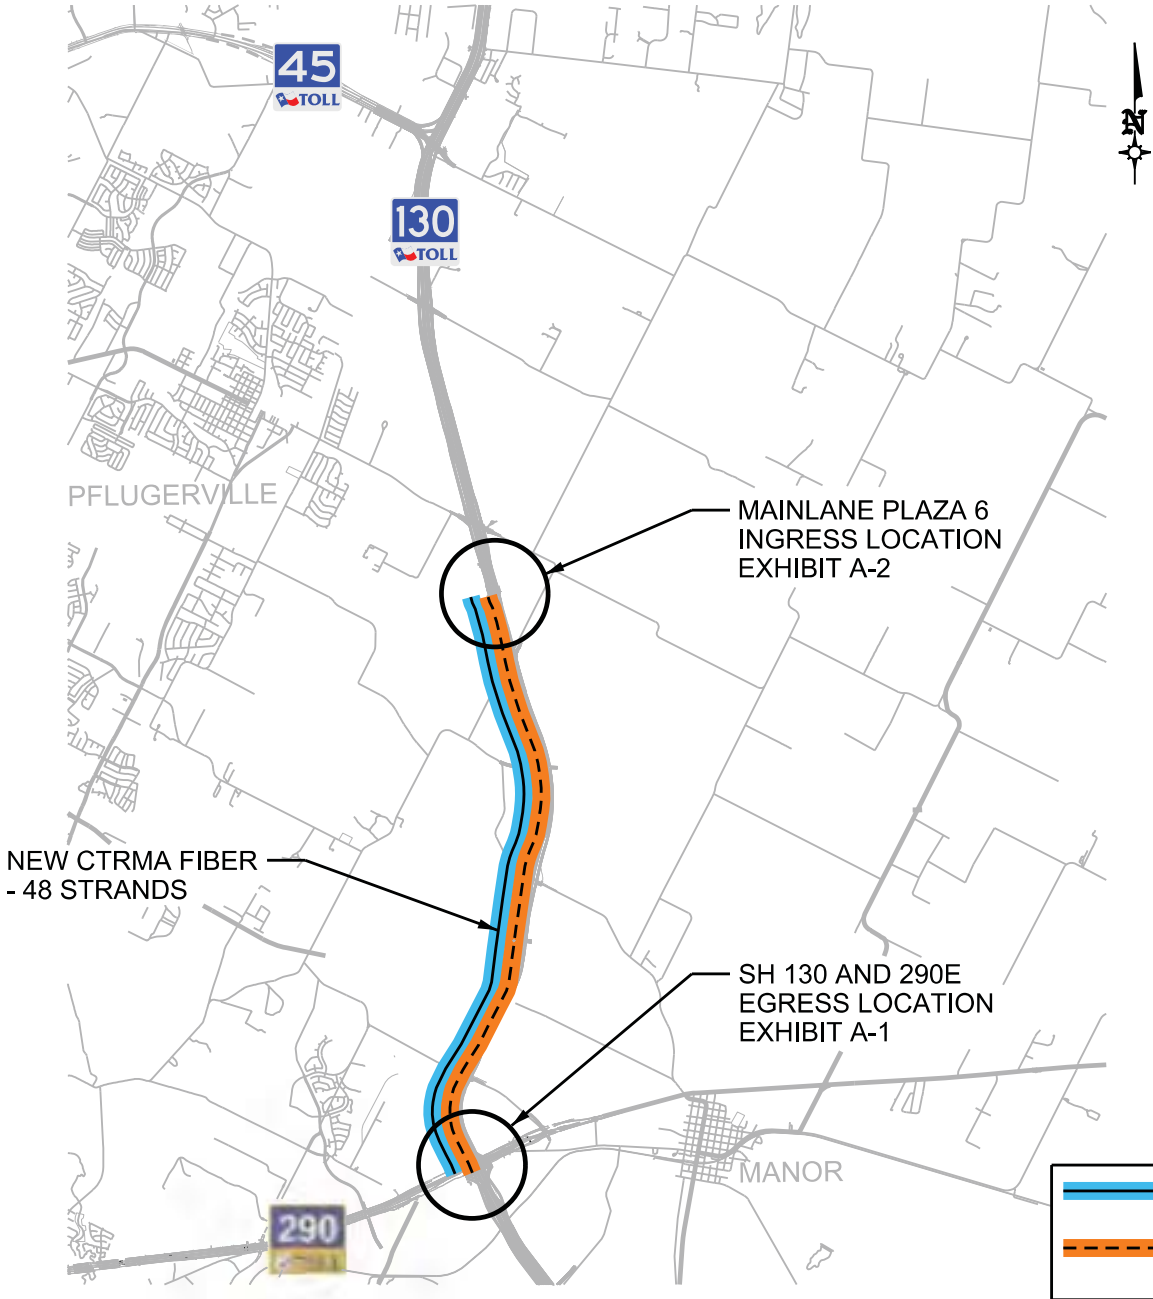 45
TOLL
N
130
TOLL
PFLUGERVILLE
MAINLANE PLAZA 6
INGRESS LOCATION
EXHIBIT A-2
NEW CTRMA FIBER
- 48 STRANDS
SH 130 AND 290E
EGRESS LOCATION
EXHIBIT A-1
MANOR
290